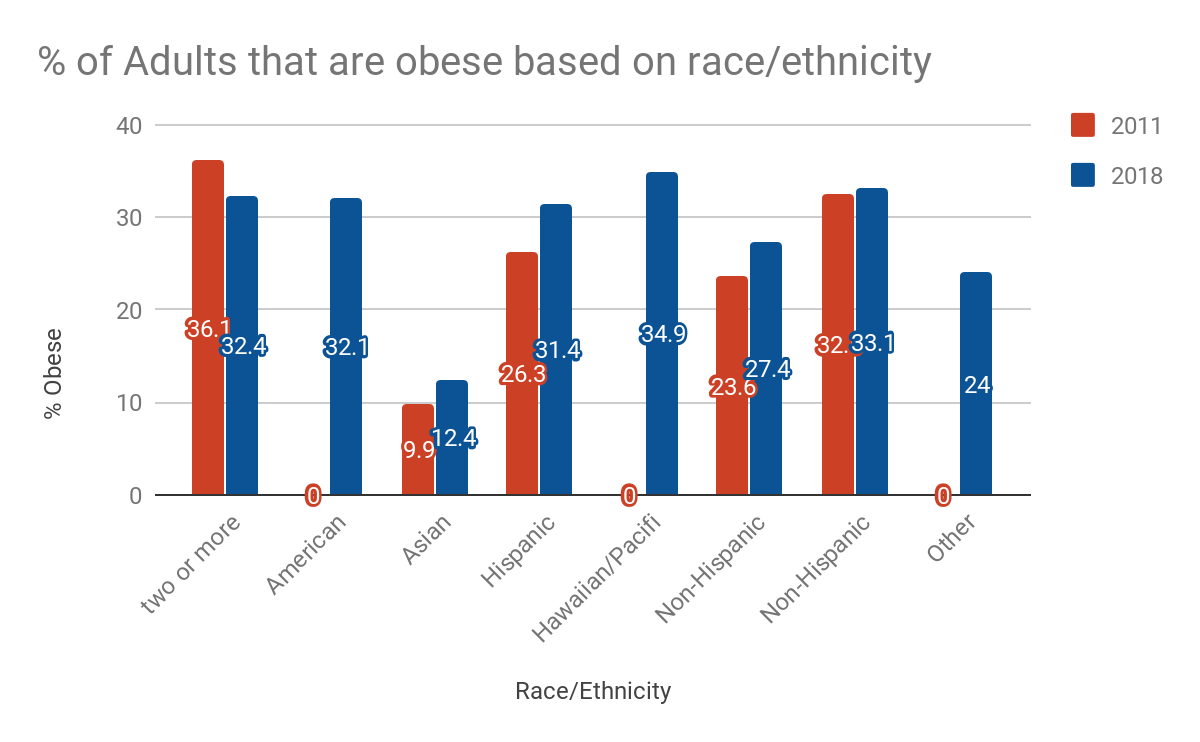 % of Adults that are obese based on race/ethnicity
2011
2018
% Obese
40
30
20
10
0
36.1
32.4
0
32.1
9.9
12.4
26.3
31.4
0
34.9
23.6
27.4
33.1
0
24
two or more
American
Asian
Hispanic
Hawaiian/Pacifi
Non-Hispanic
Non-Hispanic
Other
Race/Ethnicity